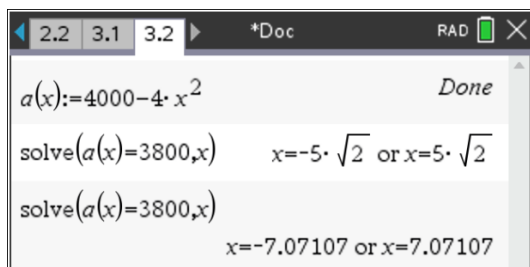 2.2 3.1 3.2 *Doc RAD
a(x):=4000−4·x² Done
solve(a(x)=3800,x) x=−5·√2 or x=5·√2
solve(a(x)=3800,x)
x=−7.07107 or x=7.07107